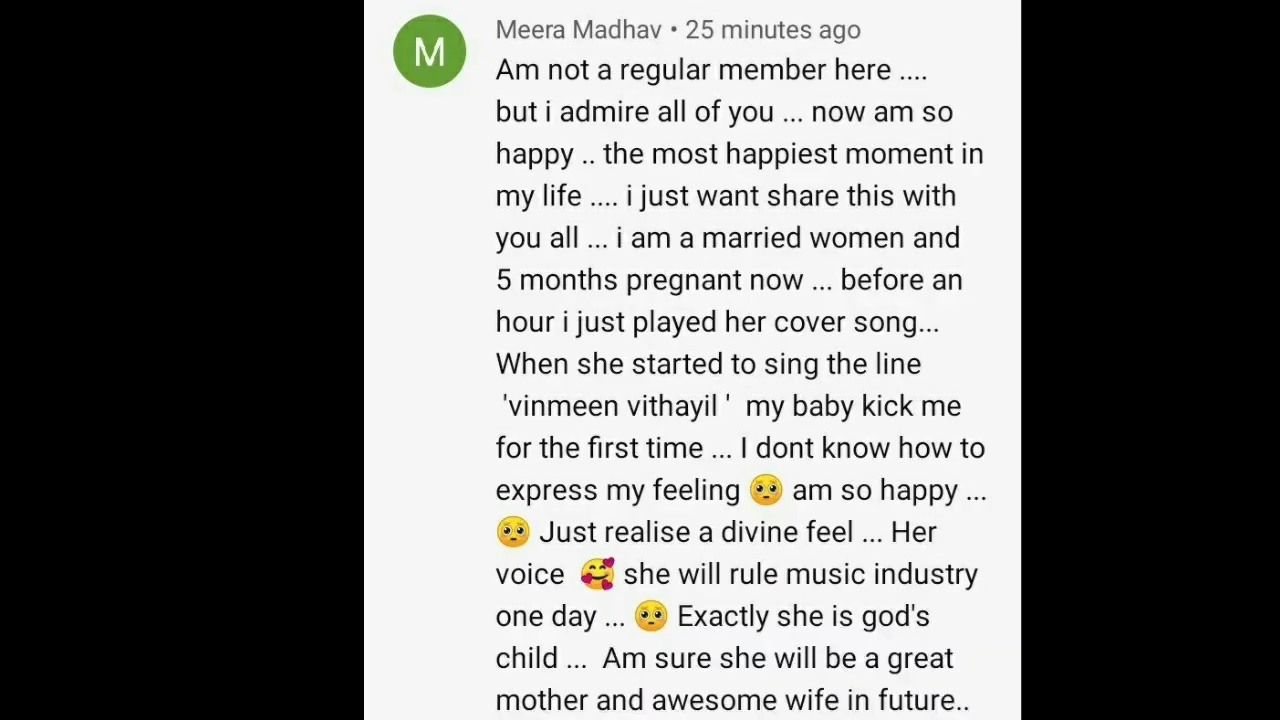 M
Meera Madhav • 25 minutes ago
Am not a regular member here ....
but i admire all of you ... now am so
happy .. the most happiest moment in
my life .... i just want share this with
you all ... i am a married women and
5 months pregnant now ... before an
hour i just played her cover song...
When she started to sing the line
'vinmeen vithayil '  my baby kick me
for the first time ... I dont know how to
express my feeling 🥺 am so happy ...
🥺 Just realise a divine feel ... Her
voice  🥰 she will rule music industry
one day ... 🥺 Exactly she is god's
child ...  Am sure she will be a great
mother and awesome wife in future..